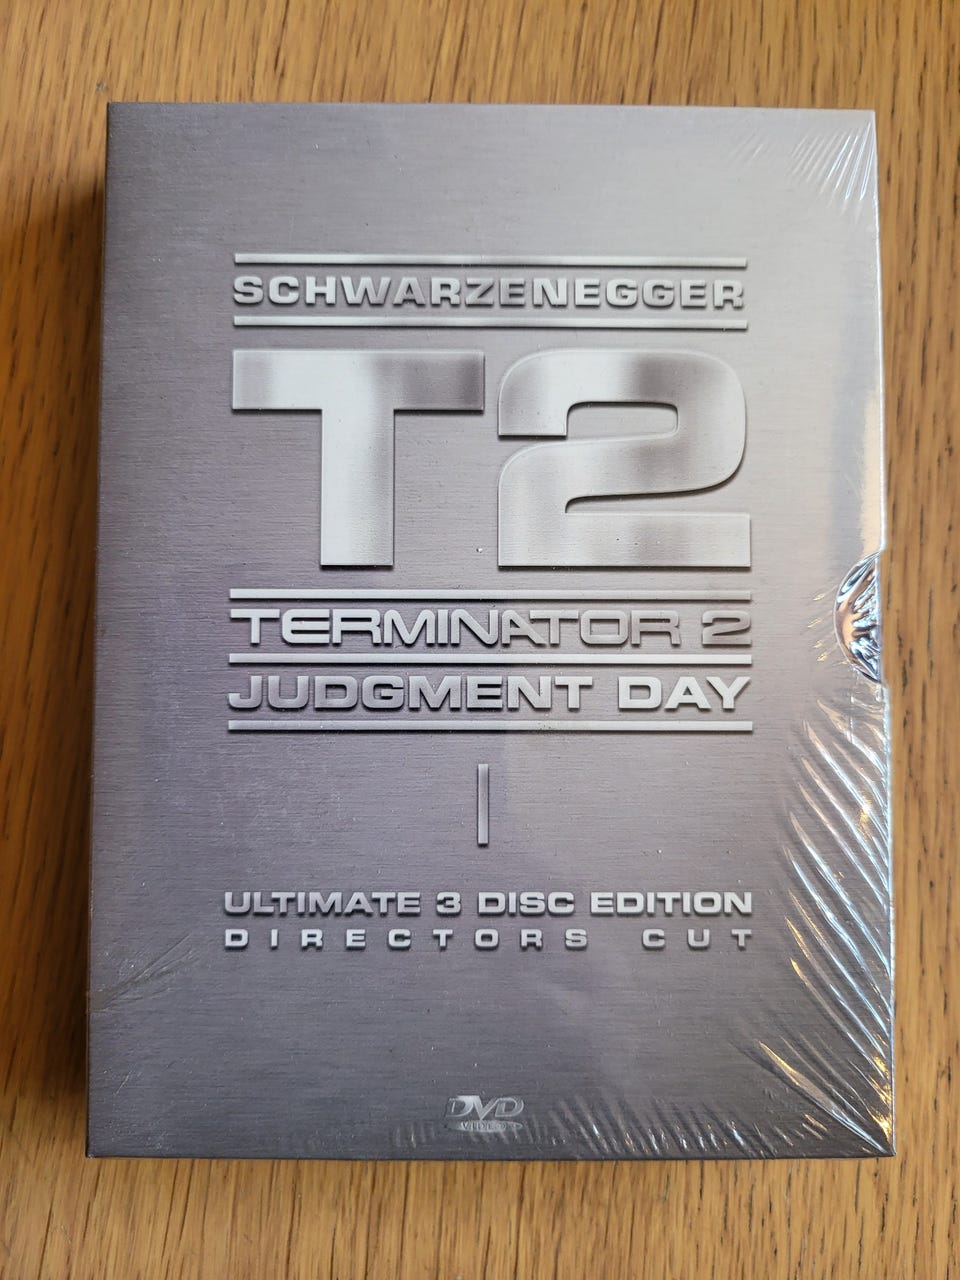 SCHWARZENEGGER
T2
TERMINATOR 2
JUDGMENT DAY
ULTIMATE 3 DISC EDITION
DIRECTORS CUT
DVD
VIDEO